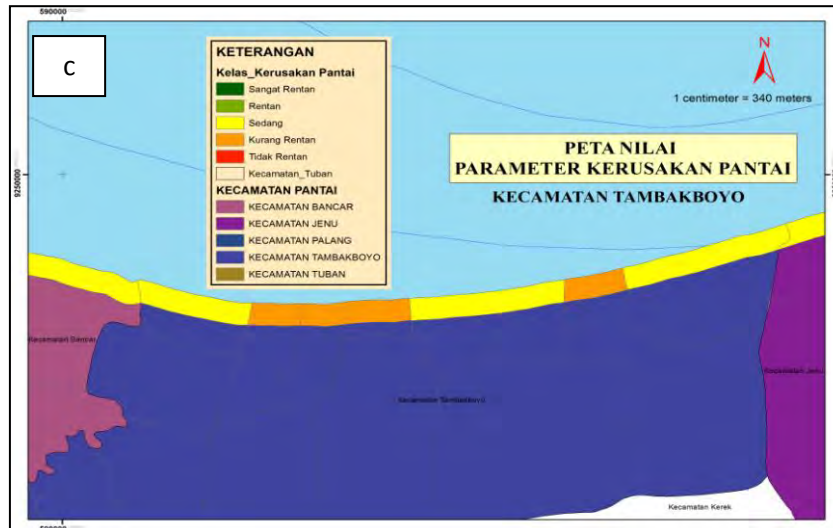 590000
C
KETERANGAN
Kelas_Kerusakan Pantai
Sangat Rentan
Rentan
Sedang
Kurang Rentan
Tidak Rentan
Kecamatan_Tuban
KECAMATAN PANTAI
KECAMATAN BANCAR
KECAMATAN JENU
KECAMATAN PALANG
KECAMATAN TAMBAKBOYO
KECAMATAN TUBAN
N
1 centimeter = 340 meters
PETA NILAI
PARAMETER KERUSAKAN PANTAI
KECAMATAN TAMBAKBOYO
9250000
Kecamatan Bancar
Kecamatan Tambakboyo
Kecamatan Jenu
Kecamatan Kerek